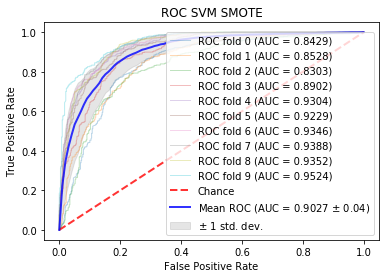 ROC SVM SMOTE
True Positive Rate
1.0
0.8
0.6
0.4
0.2
0.0
ROC fold 0 (AUC = 0.8429)
ROC fold 1 (AUC = 0.8528)
ROC fold 2 (AUC = 0.8303)
ROC fold 3 (AUC = 0.8902)
ROC fold 4 (AUC = 0.9304)
ROC fold 5 (AUC = 0.9229)
ROC fold 6 (AUC = 0.9346)
ROC fold 7 (AUC = 0.9388)
ROC fold 8 (AUC = 0.9352)
ROC fold 9 (AUC = 0.9524)
Chance
Mean ROC (AUC = 0.9027 ± 0.04)
± 1 std. dev.
0.0 0.2 0.4 0.6 0.8 1.0
False Positive Rate